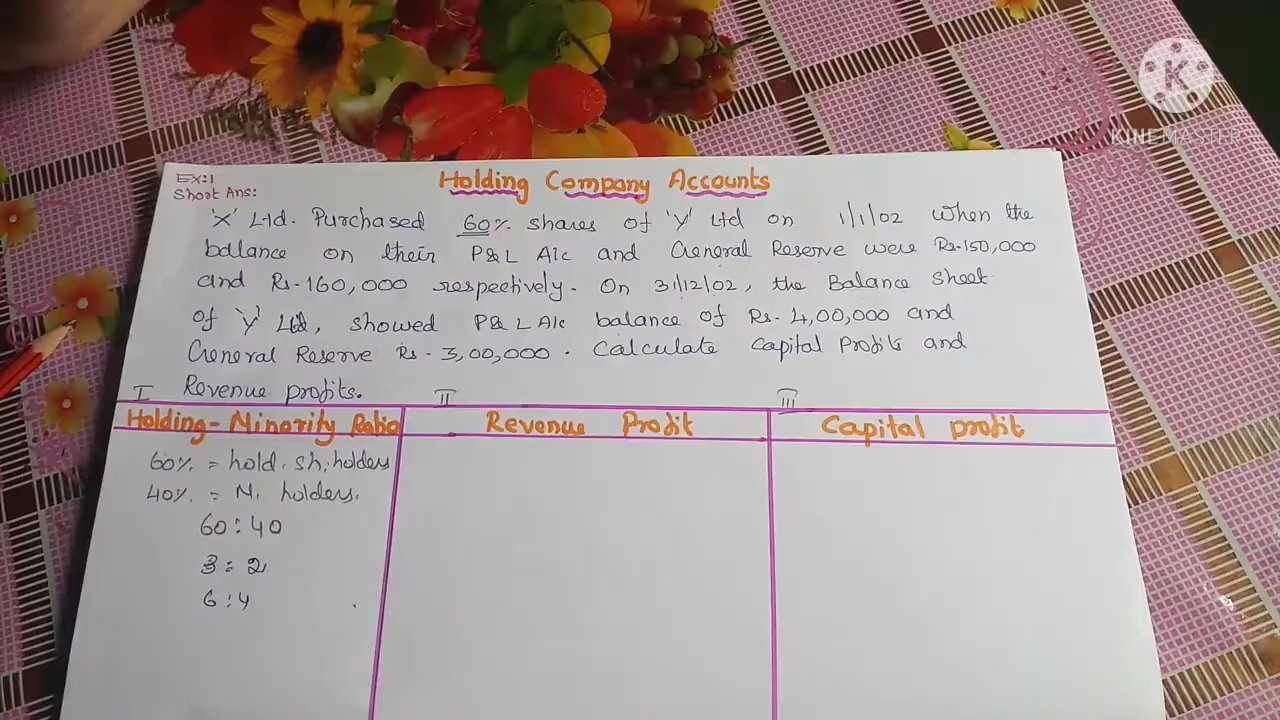 KINEMASTER
Ex:1
Short Ans:
Holding Company Accounts
'X' Ltd. Purchased 60% shares of 'Y' Ltd on 1/1/02 when the
balance on their P&L A/c and General Reserve were Rs.150,000
and Rs.160,000 respectively. On 31/12/02, the Balance Sheet
of 'Y' Ltd, showed P&L A/c balance of Rs. 4,00,000 and
General Reserve Rs. 3,00,000. Calculate Capital Profits and
Revenue profits.
I II III
Holding-Minority Ratio Revenue Profit Capital profit
60% = hold. sh. holders
40% = M. holders.
60:40
3:2
6:4